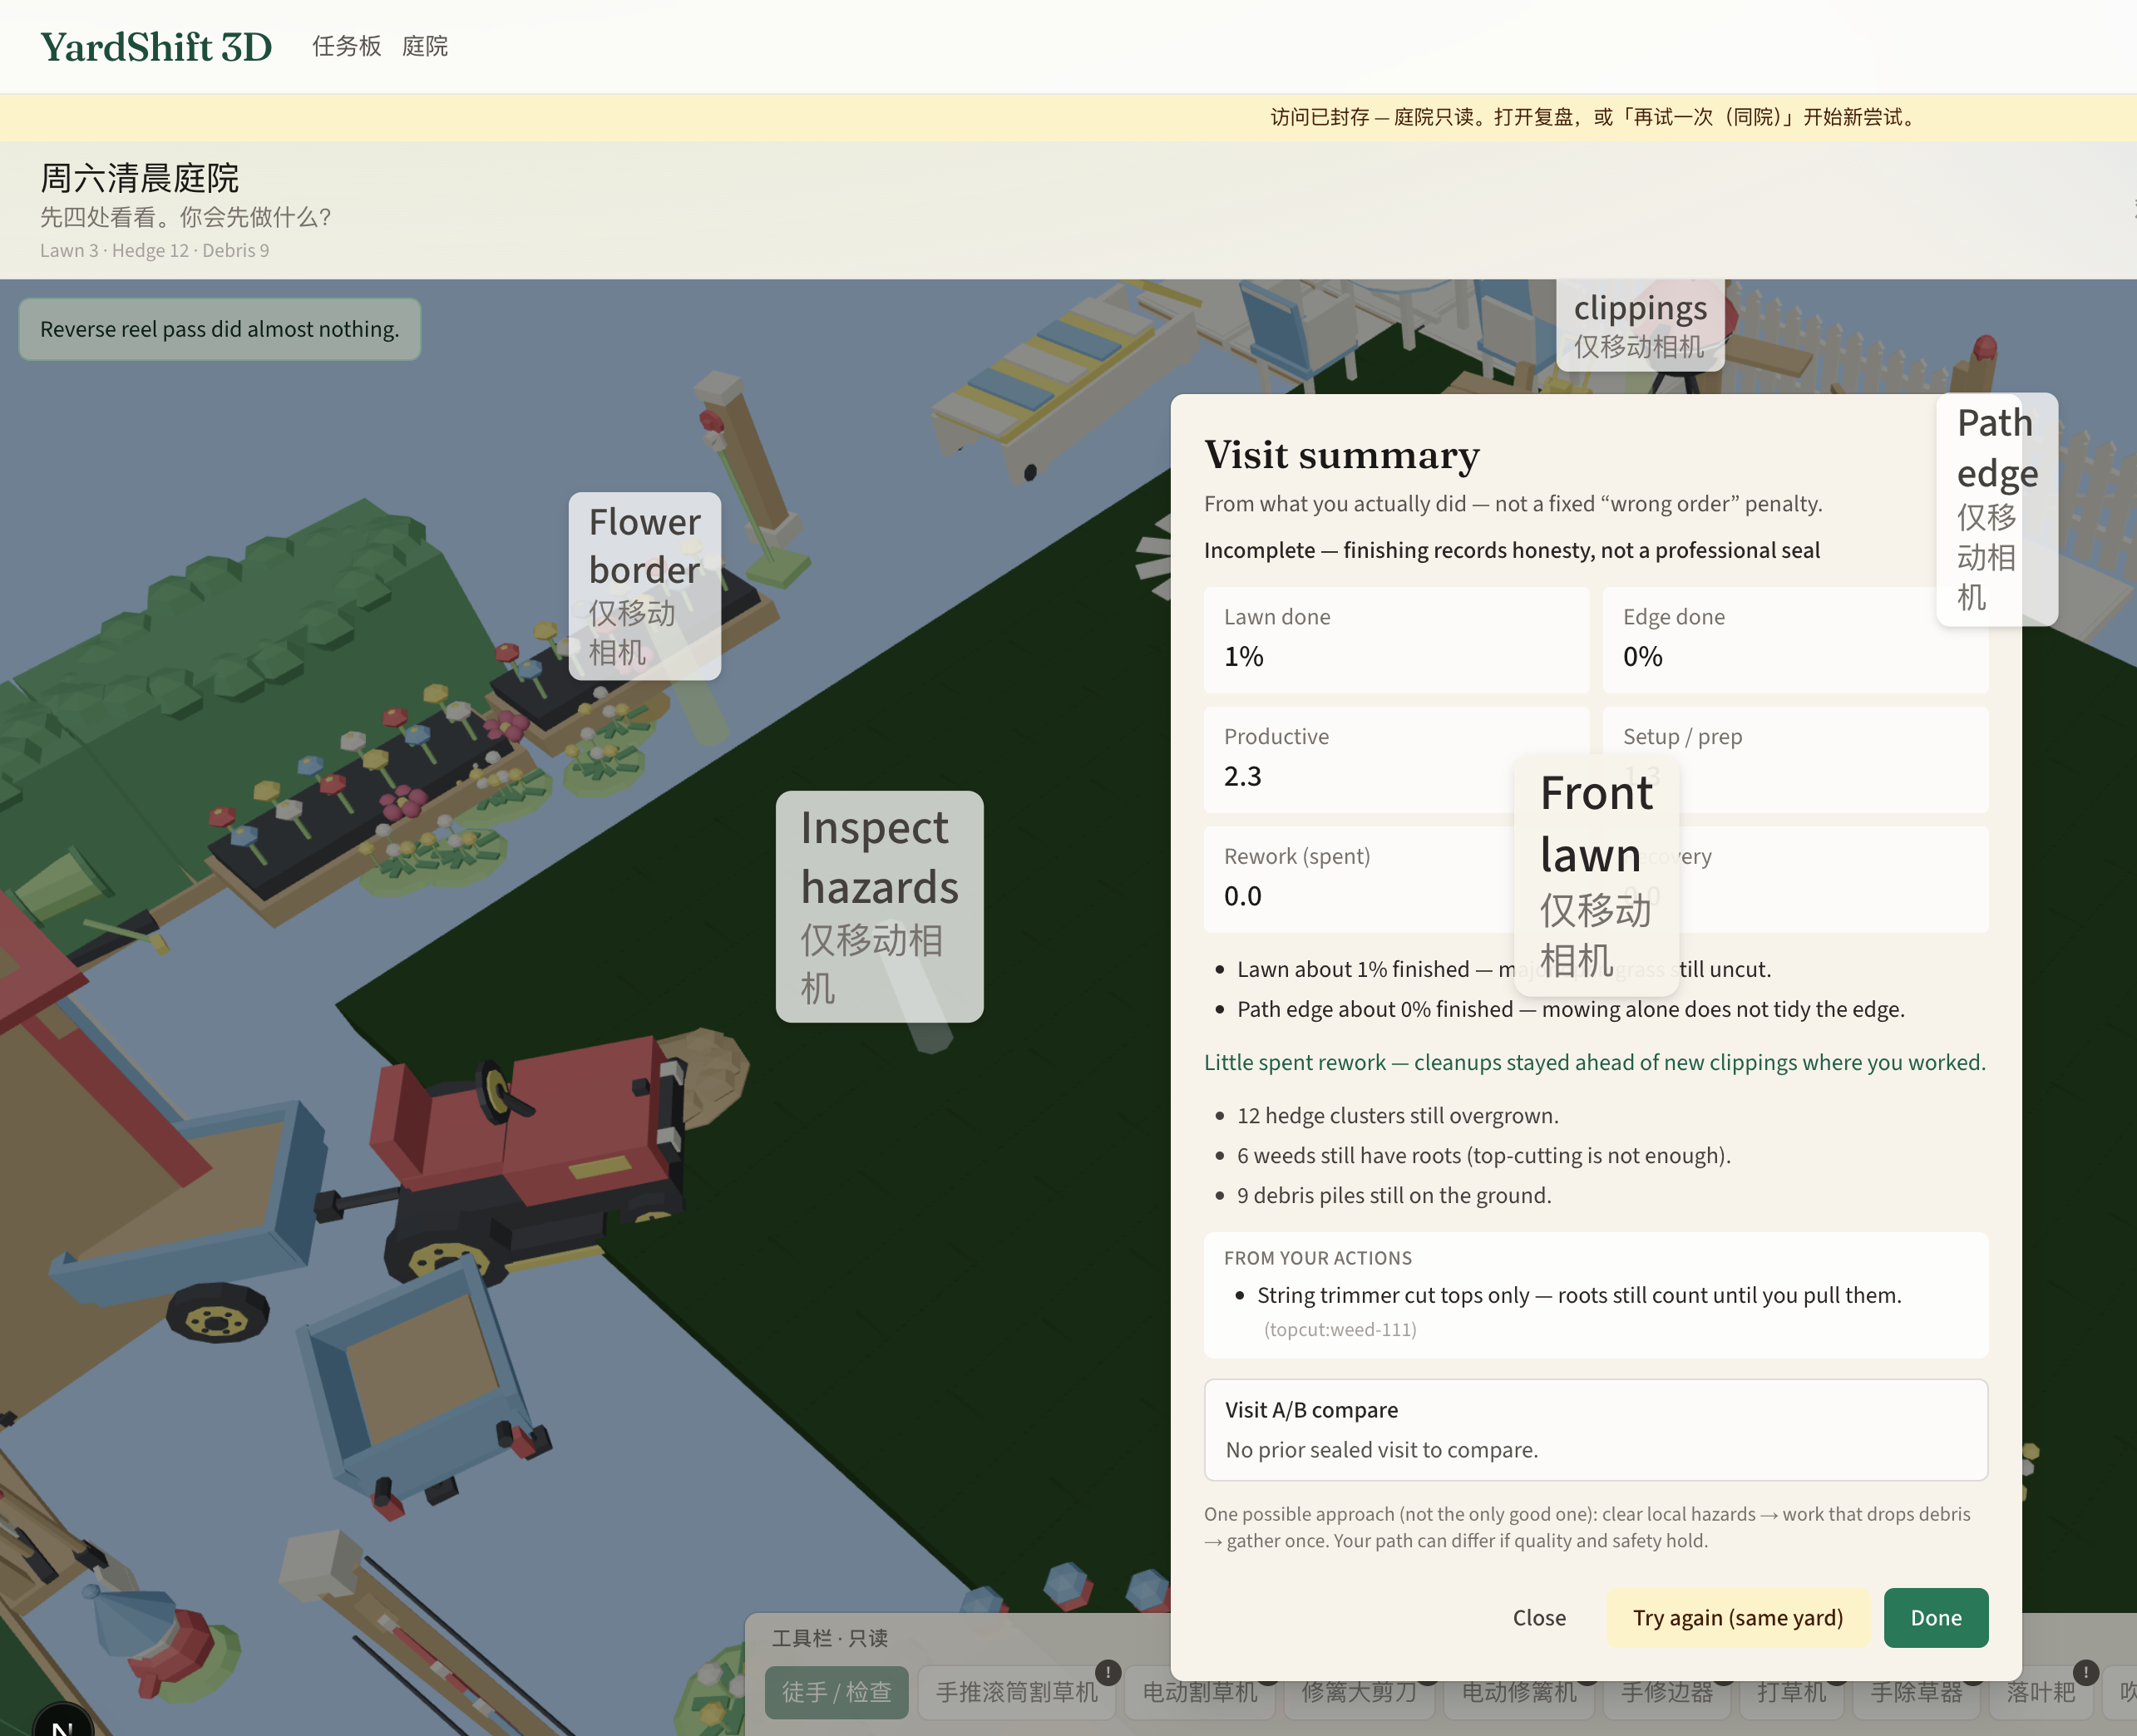 YardShift 3D
任务板 庭院
访问已封存 — 庭院只读。打开复盘，或「再试一次（同院）」开始新尝试。
周六清晨庭院
先四处看看。你会先做什么？
Lawn 3 · Hedge 12 · Debris 9
Reverse reel pass did almost nothing.
clippings
仅移动相机
Path
edge
仅移
动相
机
Flower
border
仅移动
相机
Inspect
hazards
仅移动相
机
Visit summary
From what you actually did — not a fixed “wrong order” penalty.
Incomplete — finishing records honesty, not a professional seal
Lawn done
1%
Edge done
0%
Productive
2.3
Setup / prep
1.3
Front
lawn
仅移动
相机
Rework (spent)
0.0
0.0
Lawn about 1% finished — major grass still uncut.
Path edge about 0% finished — mowing alone does not tidy the edge.
Little spent rework — cleanups stayed ahead of new clippings where you worked.
12 hedge clusters still overgrown.
6 weeds still have roots (top-cutting is not enough).
9 debris piles still on the ground.
FROM YOUR ACTIONS
String trimmer cut tops only — roots still count until you pull them.
(topcut:weed-111)
Visit A/B compare
No prior sealed visit to compare.
One possible approach (not the only good one): clear local hazards → work that drops debris
→ gather once. Your path can differ if quality and safety hold.
Close Try again (same yard) Done
工具栏 · 只读
徒手 / 检查 手推滚筒割草机 ! 电动割草机 修篱大剪刀 电动修篱机 手修边器 打草机 手除草器 ! 落叶耙
N